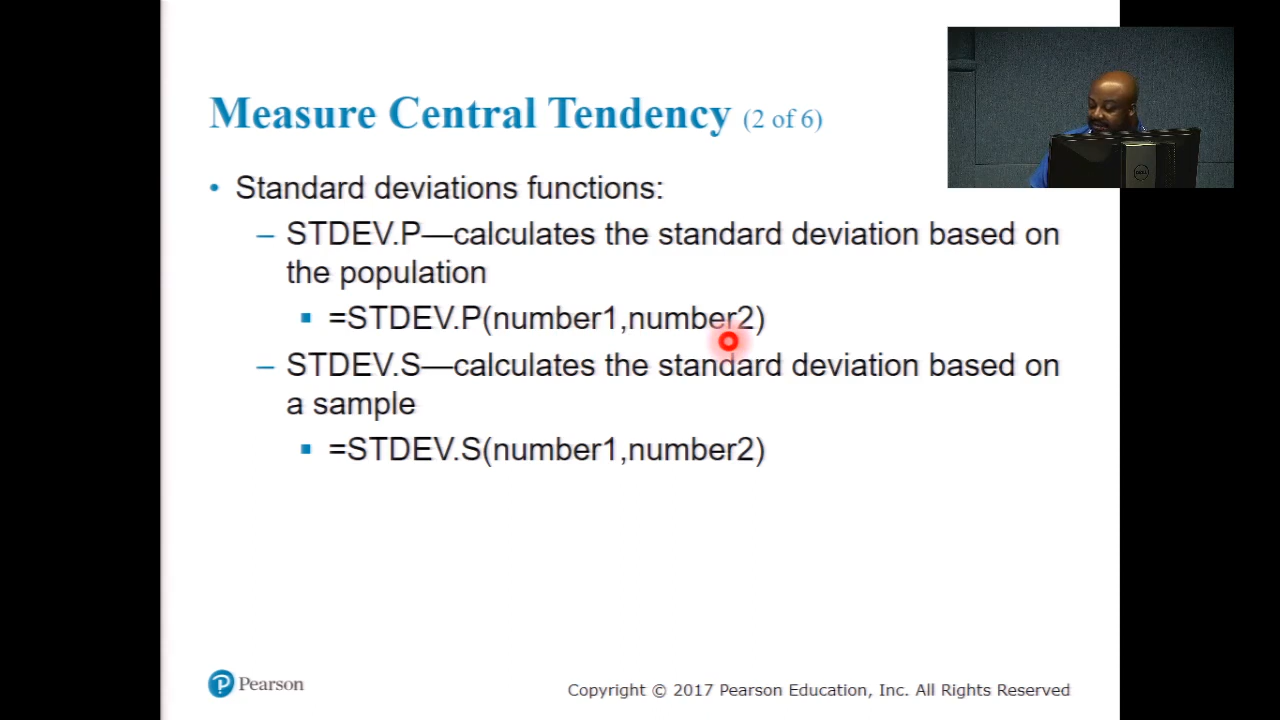 Measure Central Tendency (2 of 6)
• Standard deviations functions:
– STDEV.P—calculates the standard deviation based on
the population
▪ =STDEV.P(number1,number2)
– STDEV.S—calculates the standard deviation based on
a sample
▪ =STDEV.S(number1,number2)
DELL
P Pearson
Copyright © 2017 Pearson Education, Inc. All Rights Reserved